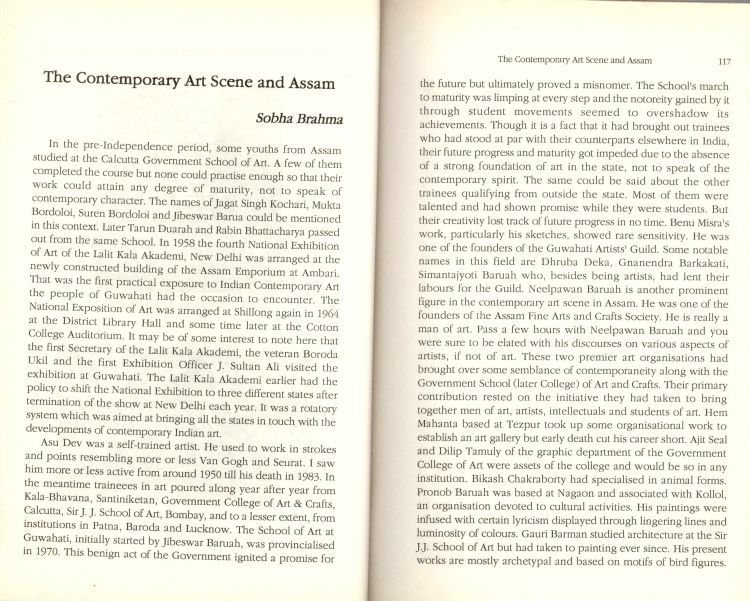 The Contemporary Art Scene and Assam
Sobha Brahma
In the pre-Independence period, some youths from Assam
studied at the Calcutta Government School of Art. A few of them
completed the course but none could practise enough so that their
work could attain any degree of maturity, not to speak of
contemporary character. The names of Jagat Singh Kochari, Mukta
Bordoloi, Suren Bordoloi and Jibeswar Barua could be mentioned
in this context. Later Tarun Duarah and Rabin Bhattacharya passed
out from the same School. In 1958 the fourth National Exhibition
of Art of the Lalit Kala Akademi, New Delhi was arranged at the
newly constructed building of the Assam Emporium at Ambari.
That was the first practical exposure to Indian Contemporary Art
the people of Guwahati had the occasion to encounter. The
National Exposition of Art was arranged at Shillong again in 1964
at the District Library Hall and some time later at the Cotton
College Auditorium. It may be of some interest to note here that
the first Secretary of the Lalit Kala Akademi, the veteran Boroda
Ukil and the first Exhibition Officer J. Sultan Ali visited the
exhibition at Guwahati. The Lalit Kala Akademi earlier had the
policy to shift the National Exhibition to three different states after
termination of the show at New Delhi each year. It was a rotatory
system which was aimed at bringing all the states in touch with the
developments of contemporary Indian art.
Asu Dev was a self-trained artist. He used to work in strokes
and points resembling more or less Van Gogh and Seurat. I saw
him more or less active from around 1950 till his death in 1983. In
the meantime traineees in art poured along year after year from
Kala-Bhavana, Santiniketan, Government College of Art & Crafts,
Calcutta, Sir J. J. School of Art, Bombay, and to a lesser extent, from
institutions in Patna, Baroda and Lucknow. The School of Art at
Guwahati, initially started by Jibeswar Baruah, was provincialised
in 1970. This benign act of the Government ignited a promise for
The Contemporary Art Scene and Assam 117
the future but ultimately proved a misnomer. The School's march
to maturity was limping at every step and the notoreity gained by it
through student movements seemed to overshadow its
achievements. Though it is a fact that it had brought out trainees
who had stood at par with their counterparts elsewhere in India,
their future progress and maturity got impeded due to the absence
of a strong foundation of art in the state, not to speak of the
contemporary spirit. The same could be said about the other
trainees qualifying from outside the state. Most of them were
talented and had shown promise while they were students. But
their creativity lost track of future progress in no time. Benu Misra's
work, particularly his sketches, showed rare sensitivity. He was
one of the founders of the Guwahati Artists' Guild. Some notable
names in this field are Dhruba Deka, Gnanendra Barkakati,
Simantajyoti Baruah who, besides being artists, had lent their
labours for the Guild. Neelpawan Baruah is another prominent
figure in the contemporary art scene in Assam. He was one of the
founders of the Assam Fine Arts and Crafts Society. He is really a
man of art. Pass a few hours with Neelpawan Baruah and you
were sure to be elated with his discourses on various aspects of
artists, if not of art. These two premier art organisations had
brought over some semblance of contemporaneity along with the
Government School (later College) of Art and Crafts. Their primary
contribution rested on the initiative they had taken to bring
together men of art, artists, intellectuals and students of art. Hem
Mahanta based at Tezpur took up some organisational work to
establish an art gallery but early death cut his career short. Ajit Seal
and Dilip Tamuly of the graphic department of the Government
College of Art were assets of the college and would be so in any
institution. Bikash Chakraborty had specialised in animal forms.
Pronob Baruah was based at Nagaon and associated with Kollol,
an organisation devoted to cultural activities. His paintings were
infused with certain lyricism displayed through lingering lines and
luminosity of colours. Gauri Barman studied architecture at the Sir
J.J. School of Art but had taken to painting ever since. His present
works are mostly archetypal and based on motifs of bird figures.